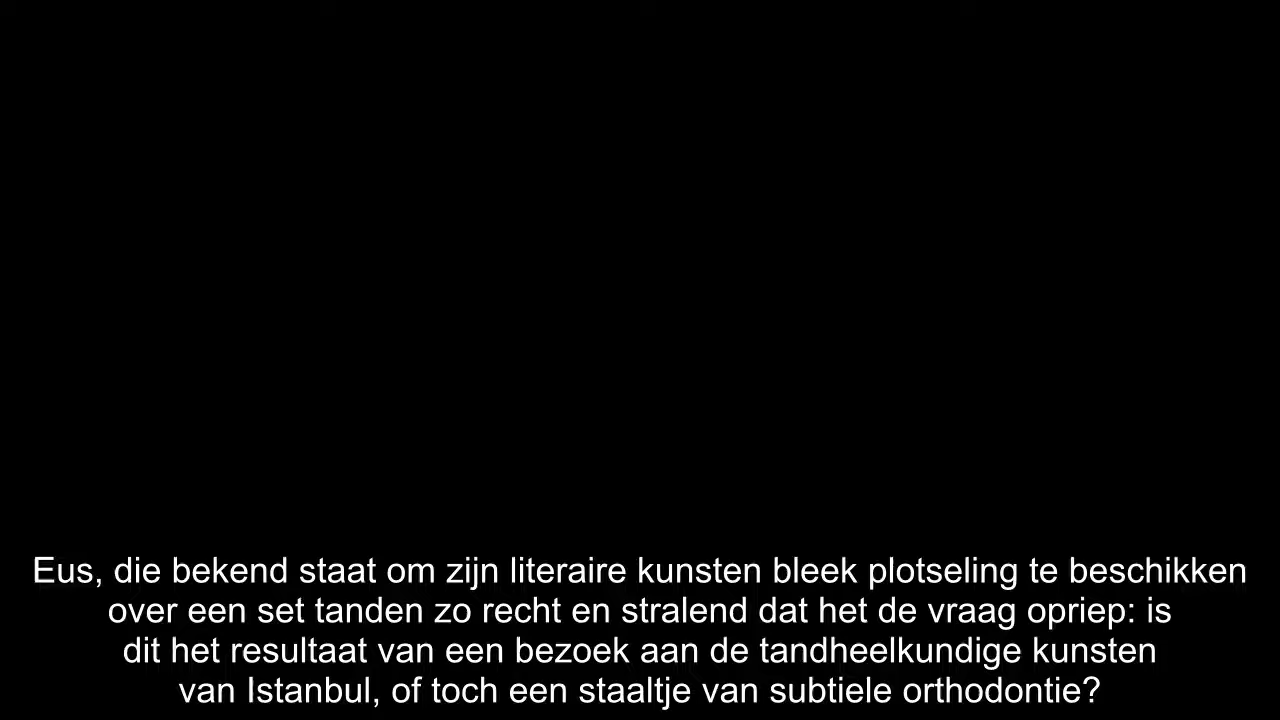 Eus, die bekend staat om zijn literaire kunsten bleek plotseling te beschikken
over een set tanden zo recht en stralend dat het de vraag opriep: is
dit het resultaat van een bezoek aan de tandheelkundige kunsten
van Istanbul, of toch een staaltje van subtiele orthodontie?